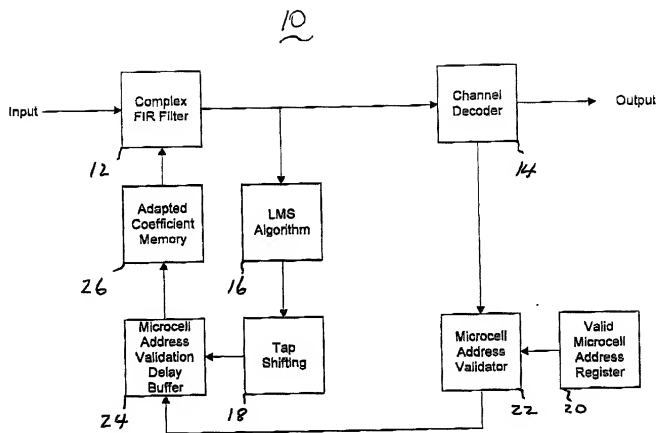 10
Input
Complex
FIR Filter
12
Channel
Decoder
14
Output
Adapted
Coefficient
Memory
26
LMS
Algorithm
16
Microcell
Address
Validation
Delay
Buffer
24
Tap
Shifting
18
Microcell
Address
Validator
22
Valid
Microcell
Address
Register
20